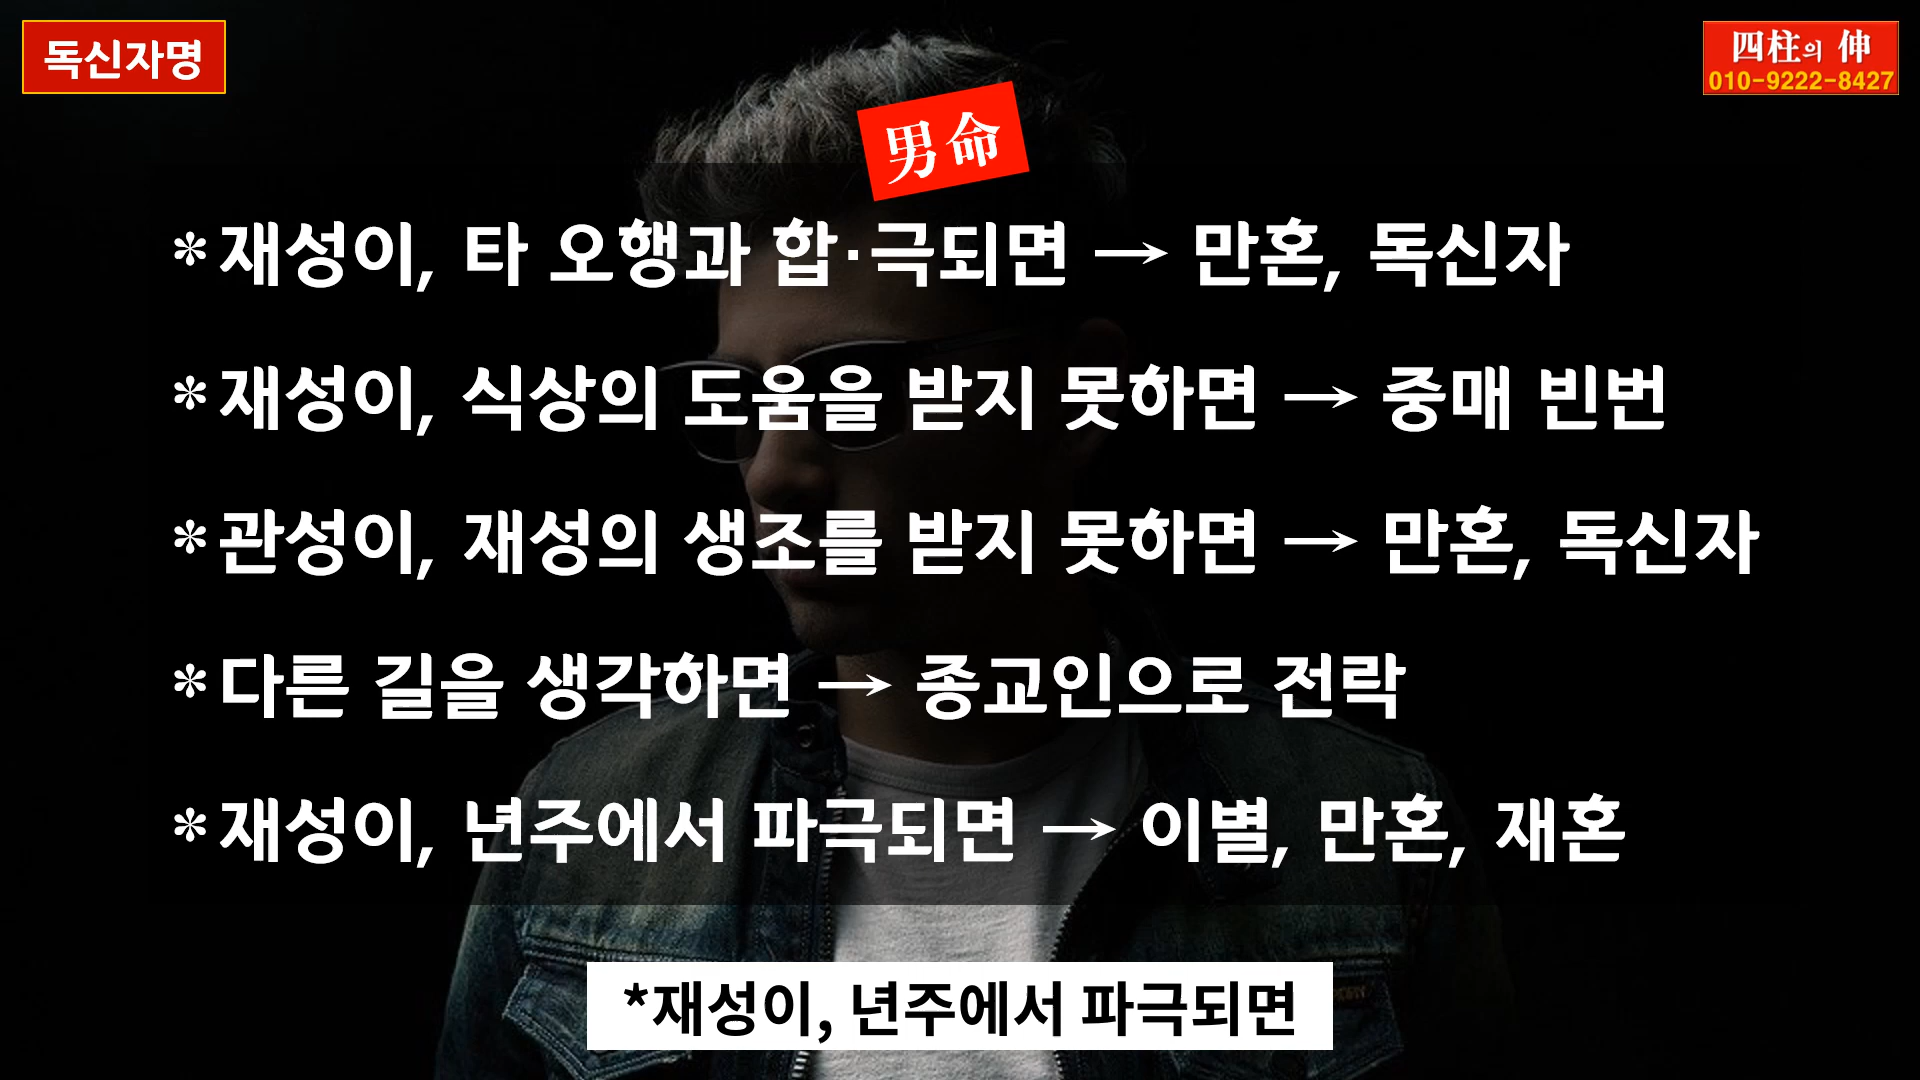 독신자명
四柱의 伸
010-9222-8427
男命
*재성이, 타 오행과 합·극되면 → 만혼, 독신자
*재성이, 식상의 도움을 받지 못하면 → 중매 빈번
*관성이, 재성의 생조를 받지 못하면 → 만혼, 독신자
*다른 길을 생각하면 → 종교인으로 전락
*재성이, 년주에서 파극되면 → 이별, 만혼, 재혼
*재성이, 년주에서 파극되면